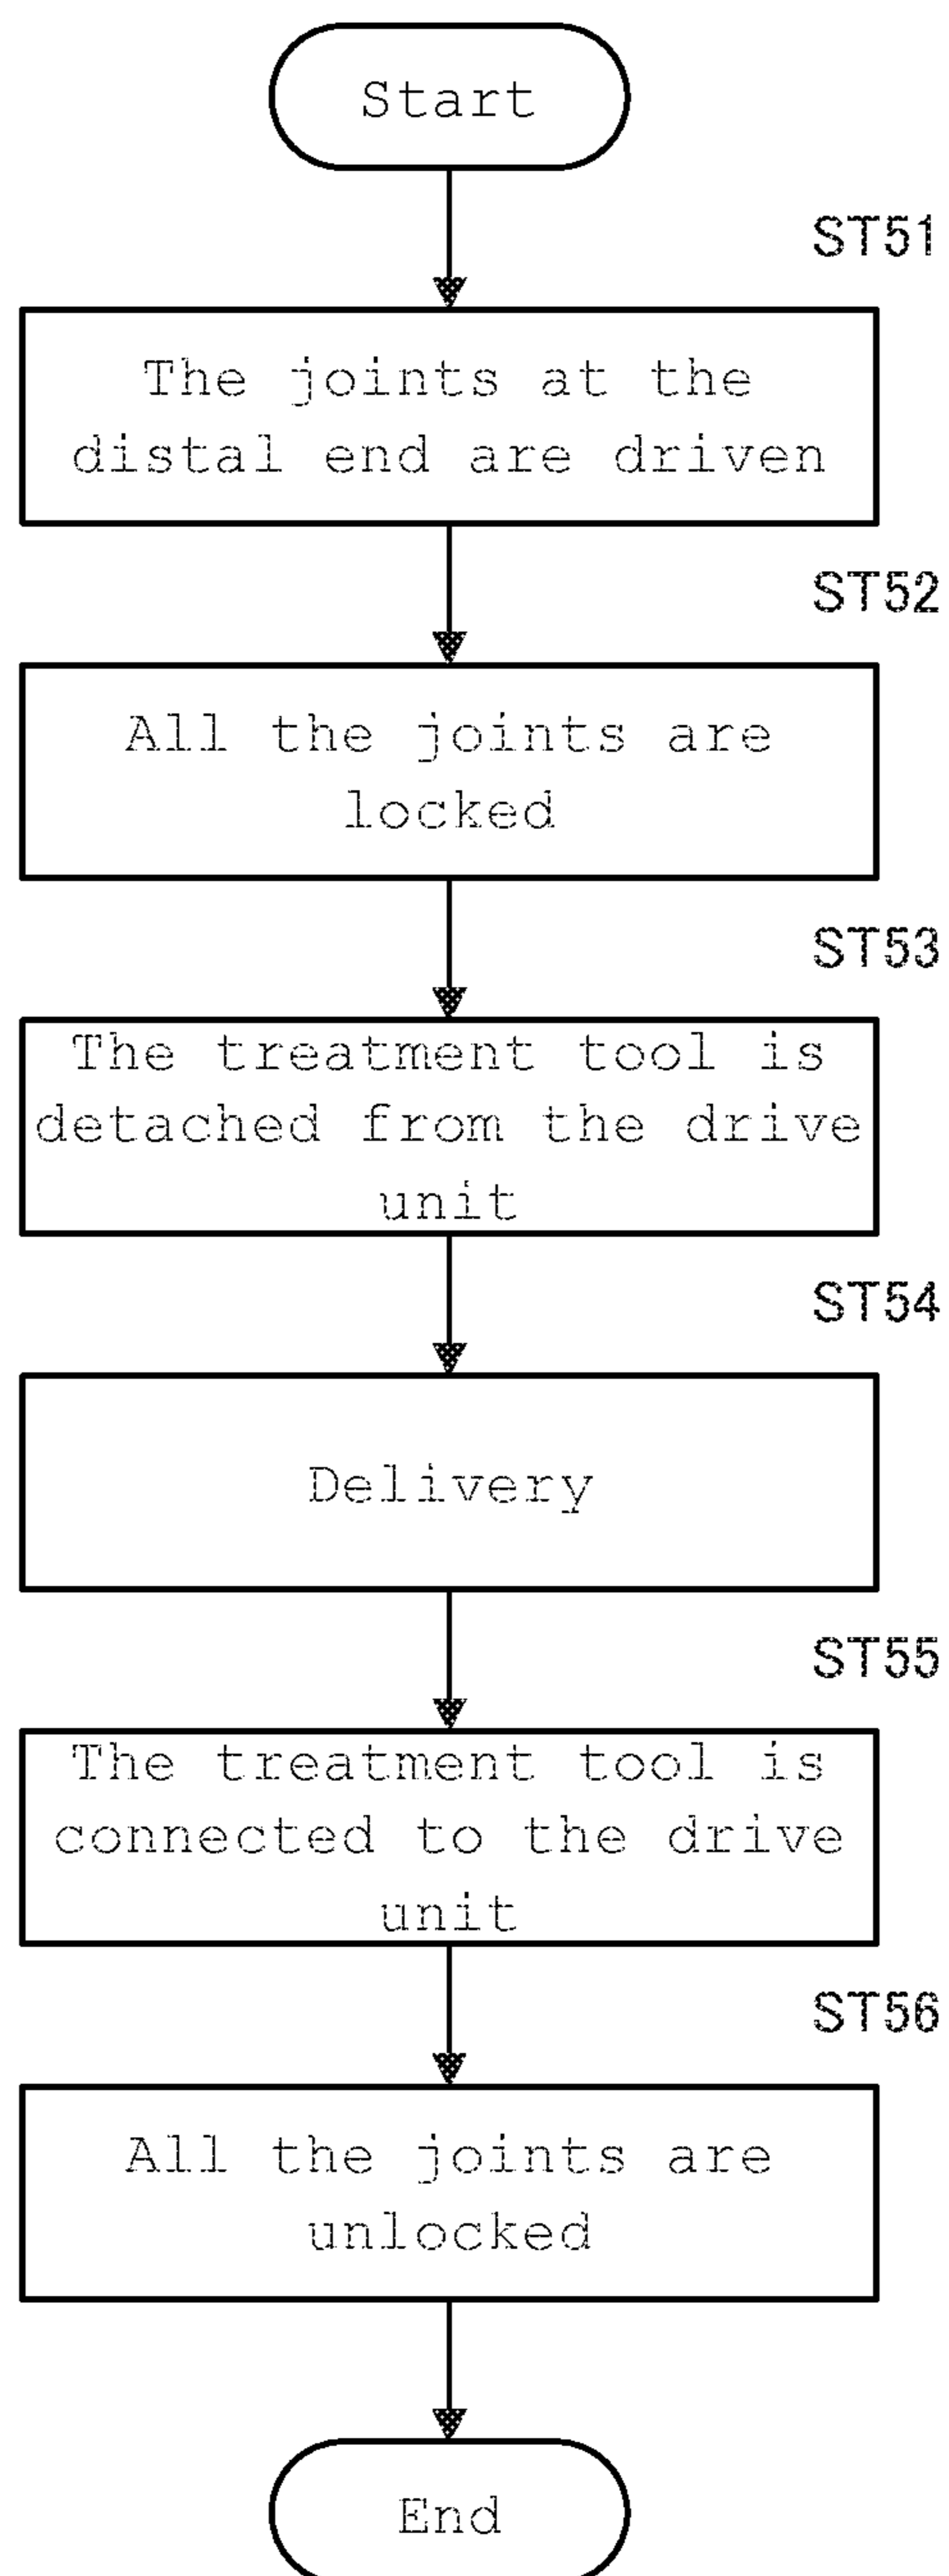 Start
ST51
The joints at the
distal end are driven
ST52
All the joints are
locked
ST53
The treatment tool is
detached from the drive
unit
ST54
Delivery
ST55
The treatment tool is
connected to the drive
unit
ST56
All the joints are
unlocked
End